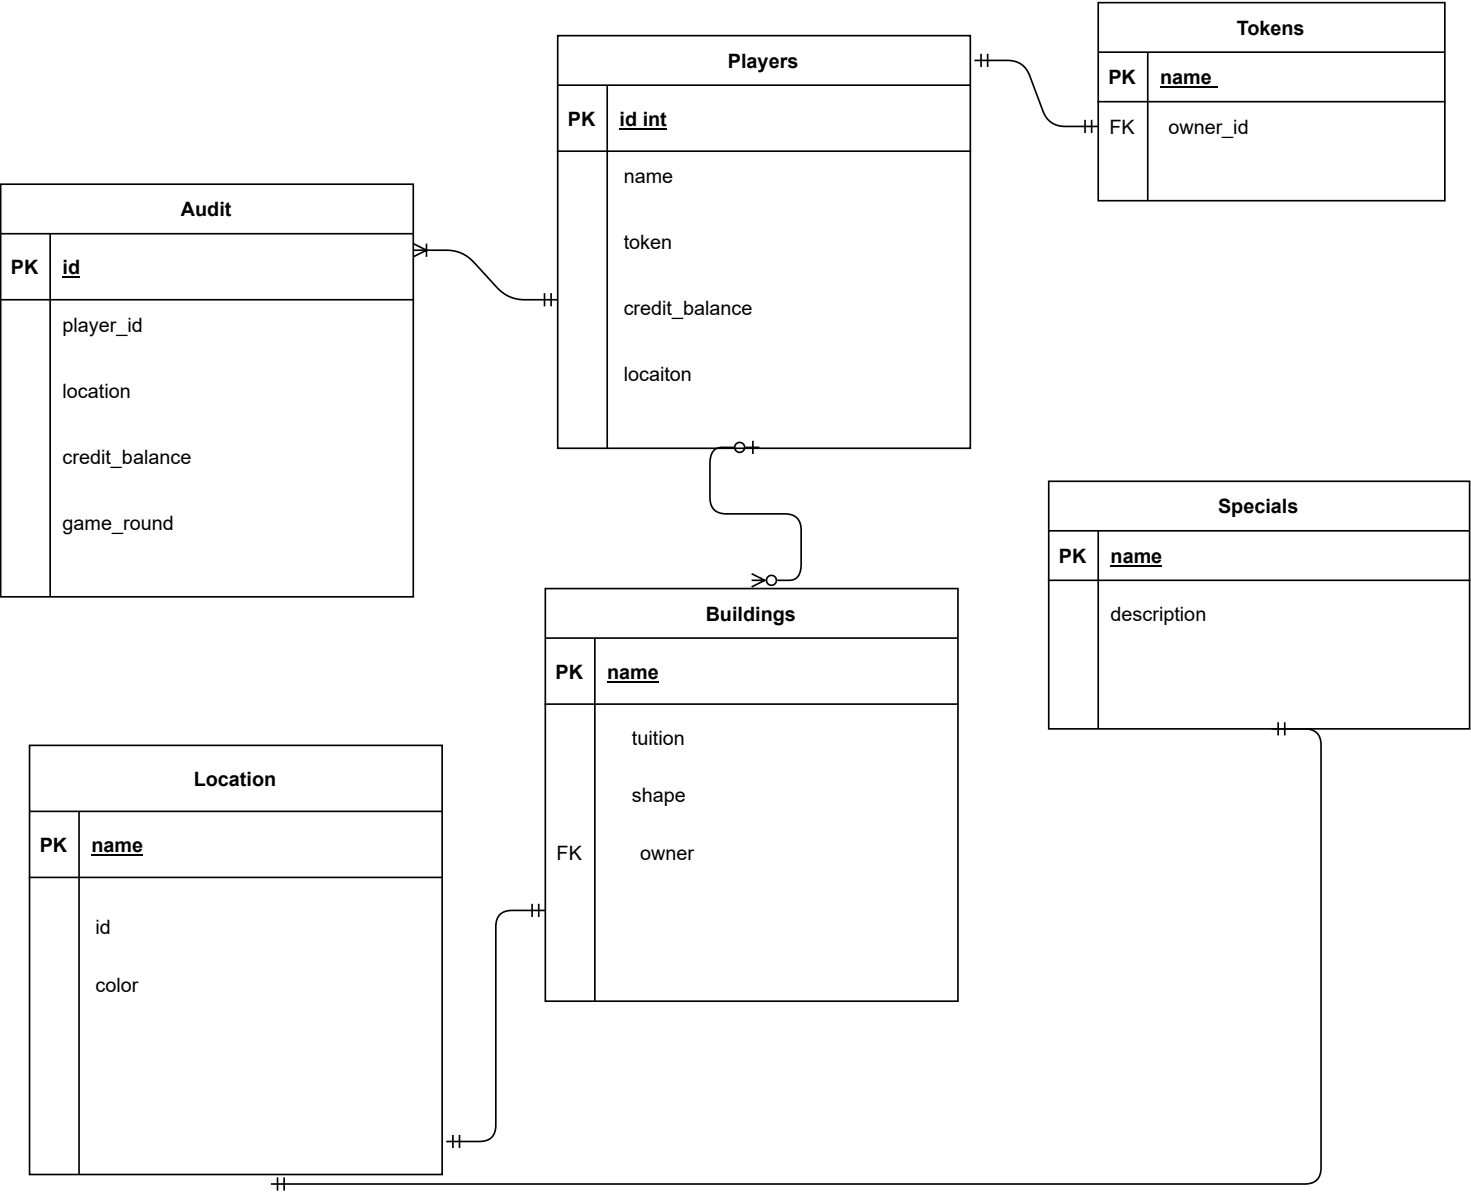 Tokens
PK name
FK owner_id
Players
PK id int
name
token
credit_balance
locaiton
Audit
PK id
player_id
location
credit_balance
game_round
Specials
PK name
description
Buildings
PK name
tuition
shape
FK owner
Location
PK name
id
color